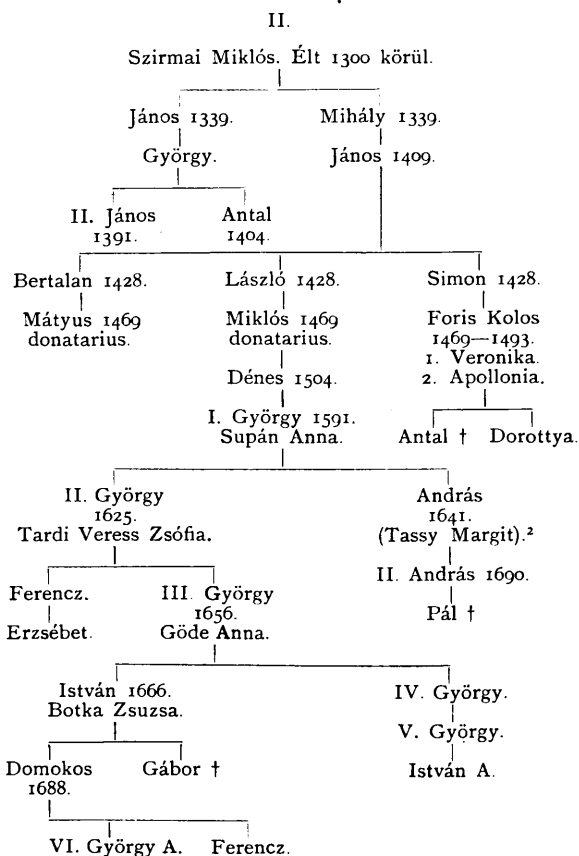 II.
Szirmai Miklós. Élt 1300 körül.
János 1339. Mihály 1339.
György. János 1409.
II. János Antal
1391. 1404.
Bertalan 1428. László 1428. Simon 1428.
Mátyus 1469 Miklós 1469 Foris Kolos
donatarius. donatarius. 1469—1493.
1. Veronika.
Dénes 1504. 2. Apollonia.
I. György 1591.
Supán Anna. Antal † Dorottya.
II. György András
1625. 1641.
Tardi Veress Zsófia. (Tassy Margit).²
Ferencz. III. György II. András 1690.
1656.
Erzsébet. Göde Anna. Pál †
István 1666. IV. György.
Botka Zsuzsa.
V. György.
Domokos Gábor † István A.
1688.
VI. György A. Ferencz.